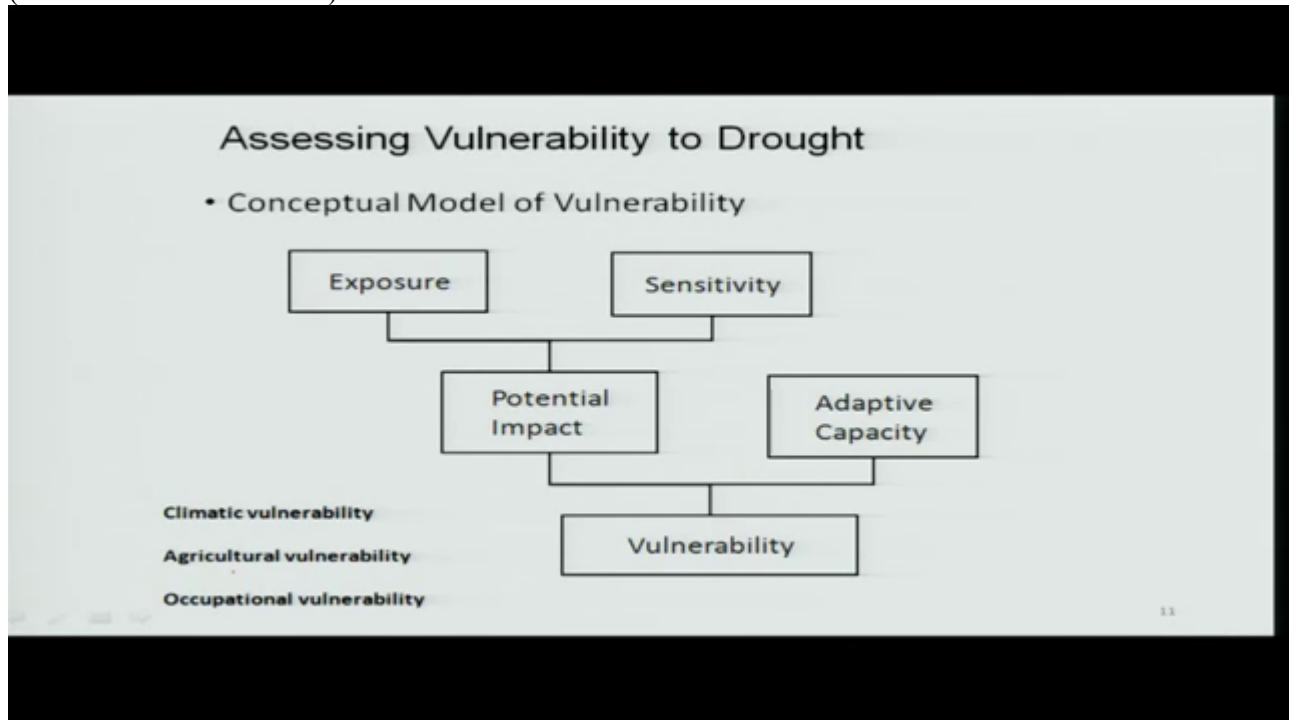 Assessing Vulnerability to Drought
• Conceptual Model of Vulnerability
Exposure
Sensitivity
Potential
Impact
Adaptive
Capacity
Vulnerability
Climatic vulnerability
Agricultural vulnerability
Occupational vulnerability
11